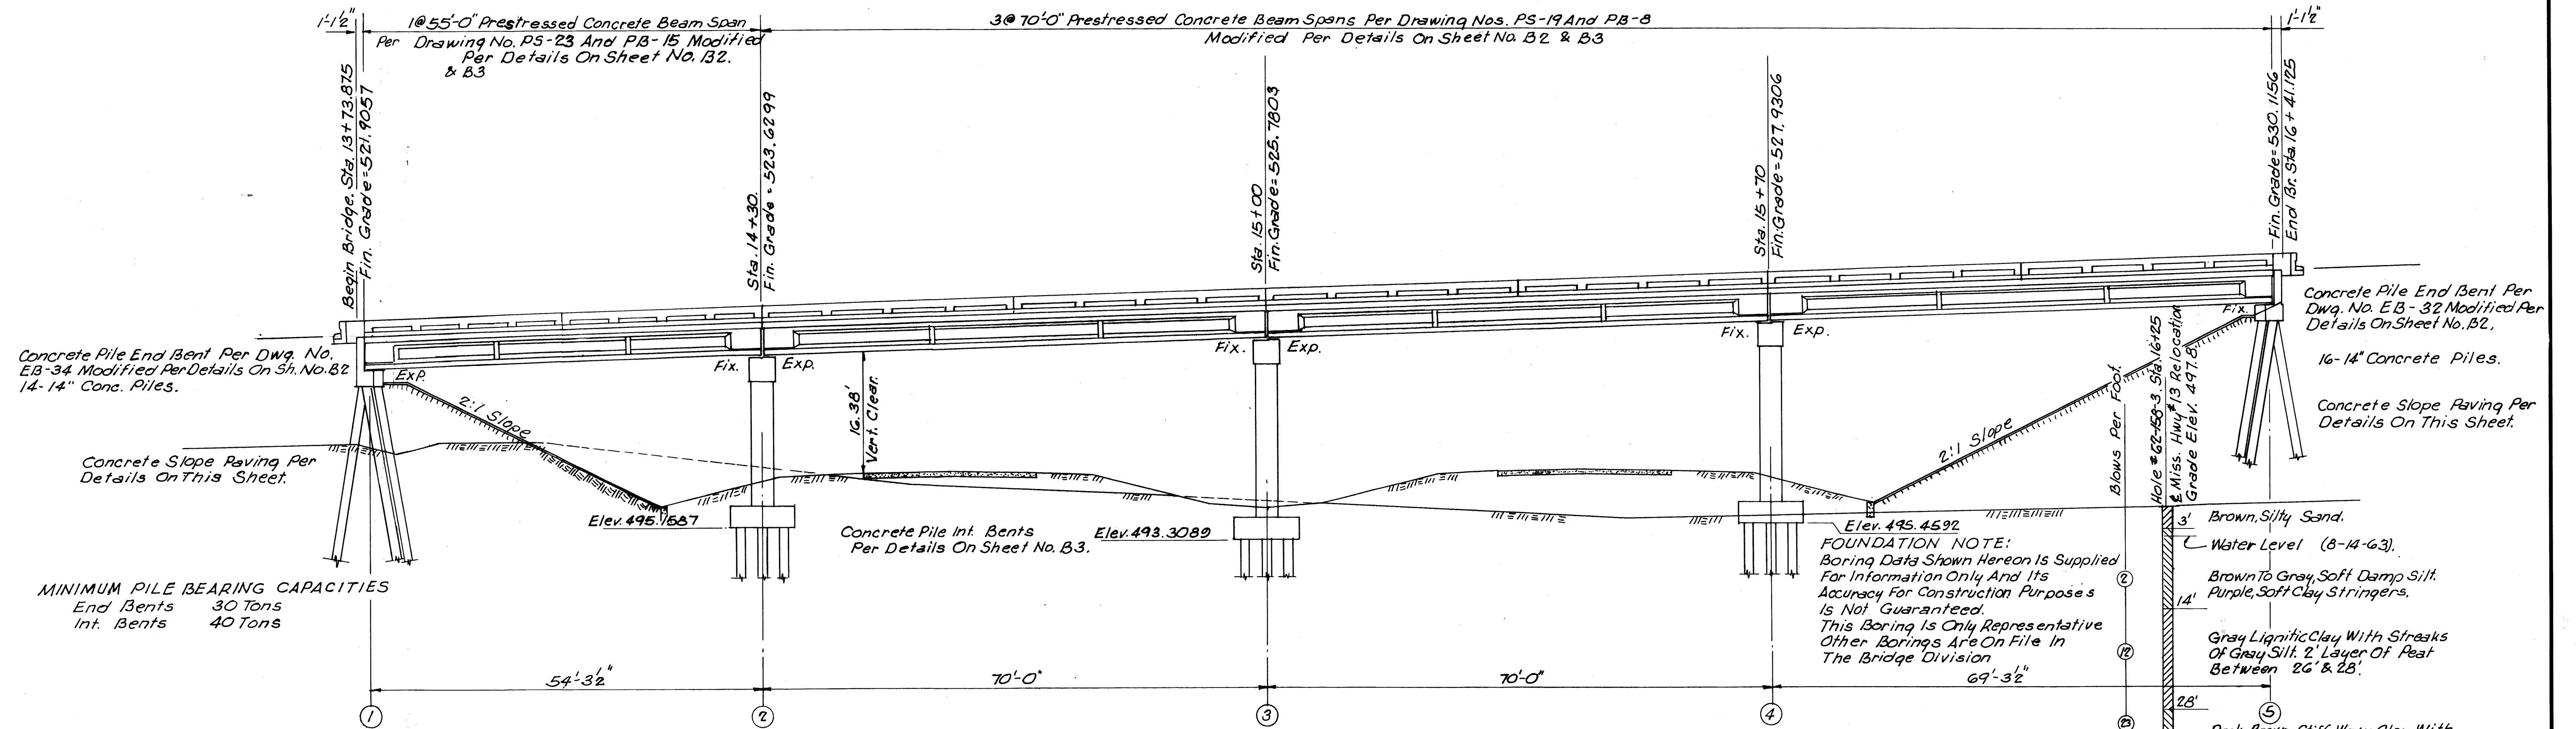 1'-1½"
1@55'-0" Prestressed Concrete Beam Span
Per Drawing No. PS-23 And PB-15 Modified
Per Details On Sheet No. B2.
& B3
3@ 70'-0" Prestressed Concrete Beam Spans Per Drawing Nos. PS-19 And PB-8
Modified Per Details On Sheet No. B2 & B3
1'-1½"
Begin Bridge. Sta. 13+73.875
Fin. Grade=521.9057
Sta. 14+30.
Fin. Grade=523.6299
Sta. 15+00
Fin.Grade=525.7803
Sta. 15+70
Fin.Grade=527.9306
Fin. Grade=530.1156
End Br. Sta. 16+41.125
Concrete Pile End Bent Per Dwg. No.
EB-34 Modified Per Details On Sh. No. B2
14-14" Conc. Piles.
Exp.
Fix.
Exp.
Fix.
Exp.
Fix.
Exp.
Fix.
Concrete Pile End Bent Per
Dwg. No. EB-32 Modified Per
Details On Sheet No. B2.
16-14" Concrete Piles.
Concrete Slope Paving Per
Details On This Sheet.
2:1 Slope
16.38'
Vert. Clear.
2:1 Slope
Blows Per Foot.
Hole #62-158-3. Sta. 16+25
℄ Miss. Hwy #13 Relocation
Grade Elev. 497.8.
Concrete Slope Paving Per
Details On This Sheet.
Elev. 495.1587
Concrete Pile Int. Bents
Per Details On Sheet No. B3.
Elev. 493.3089
Elev. 495.4592
FOUNDATION NOTE:
Boring Data Shown Hereon Is Supplied
For Information Only And Its
Accuracy For Construction Purposes
Is Not Guaranteed.
This Boring Is Only Representative
Other Borings Are On File In
The Bridge Division
3'
Brown, Silty Sand.
Water Level (8-14-63).
2
Brown To Gray, Soft Damp Silt.
Purple, Soft Clay Stringers.
14'
12
Gray Lignitic Clay With Streaks
Of Gray Silt. 2' Layer Of Peat
Between 26' & 28'.
28'
23
MINIMUM PILE BEARING CAPACITIES
End Bents 30 Tons
Int. Bents 40 Tons
54'-3½"
70'-0"
70'-0"
69'-3½"
1
2
3
4
5